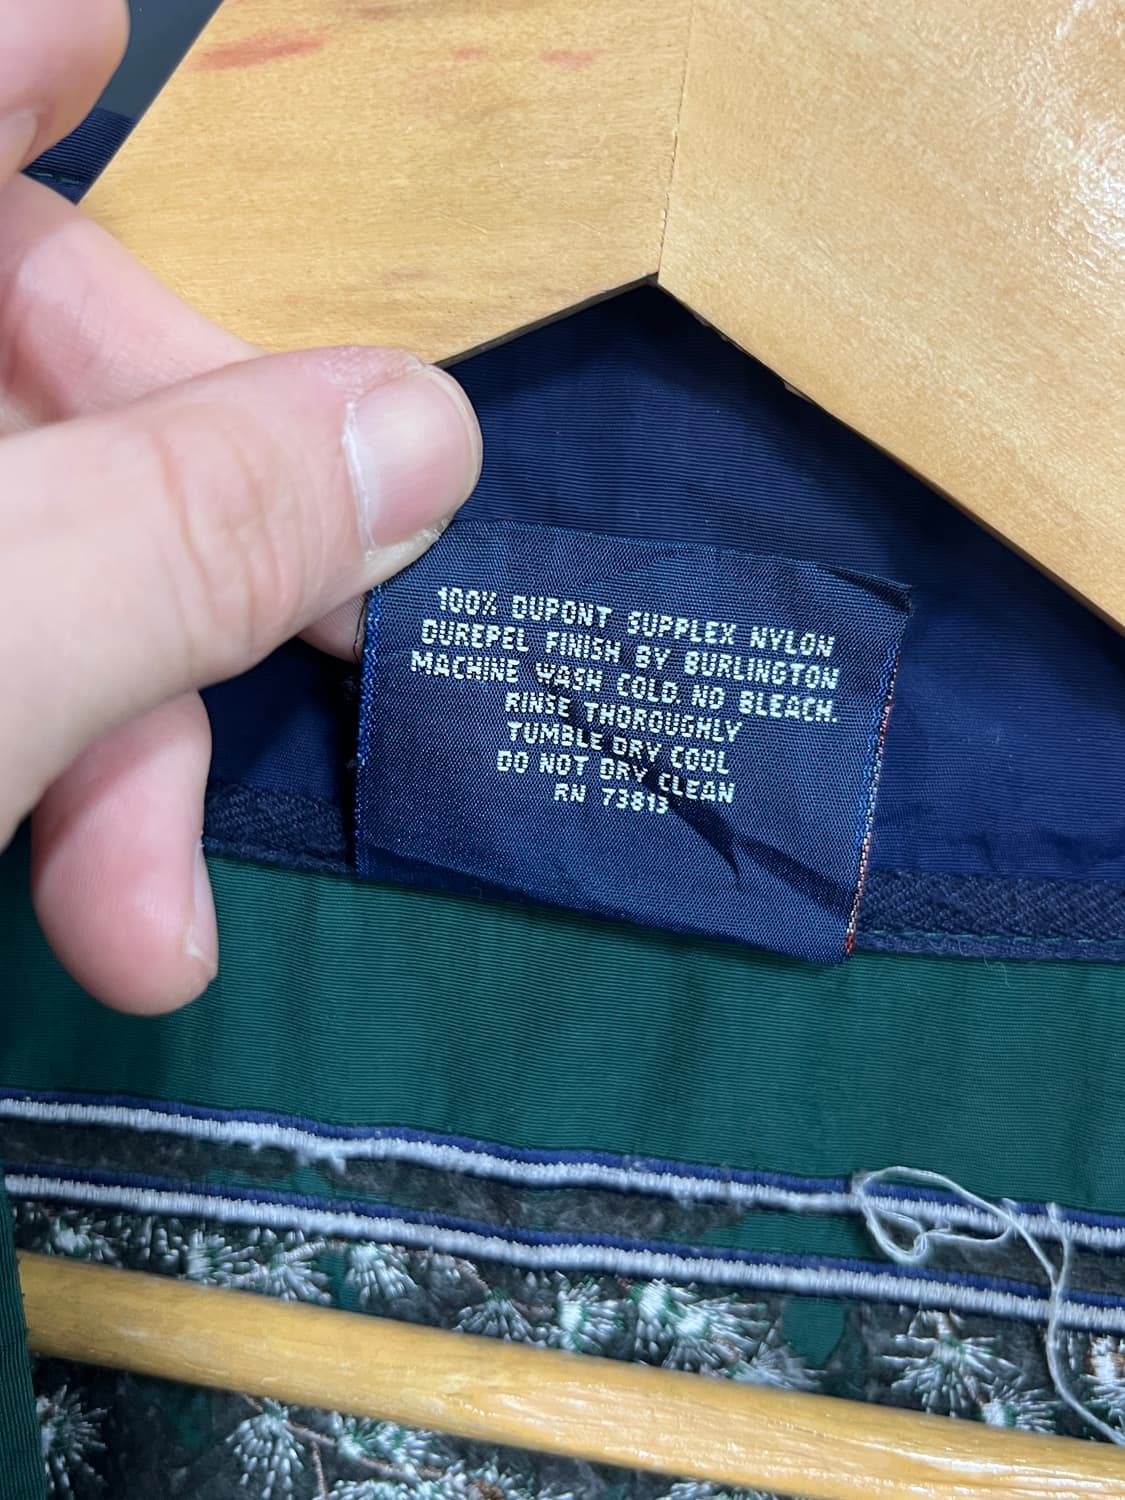 100% DUPONT SUPPLEX NYLON
DUREPEL FINISH BY BURLINGTON
MACHINE WASH COLD. NO BLEACH.
RINSE THOROUGHLY
TUMBLE DRY COOL
DO NOT DRY CLEAN
RN 73813